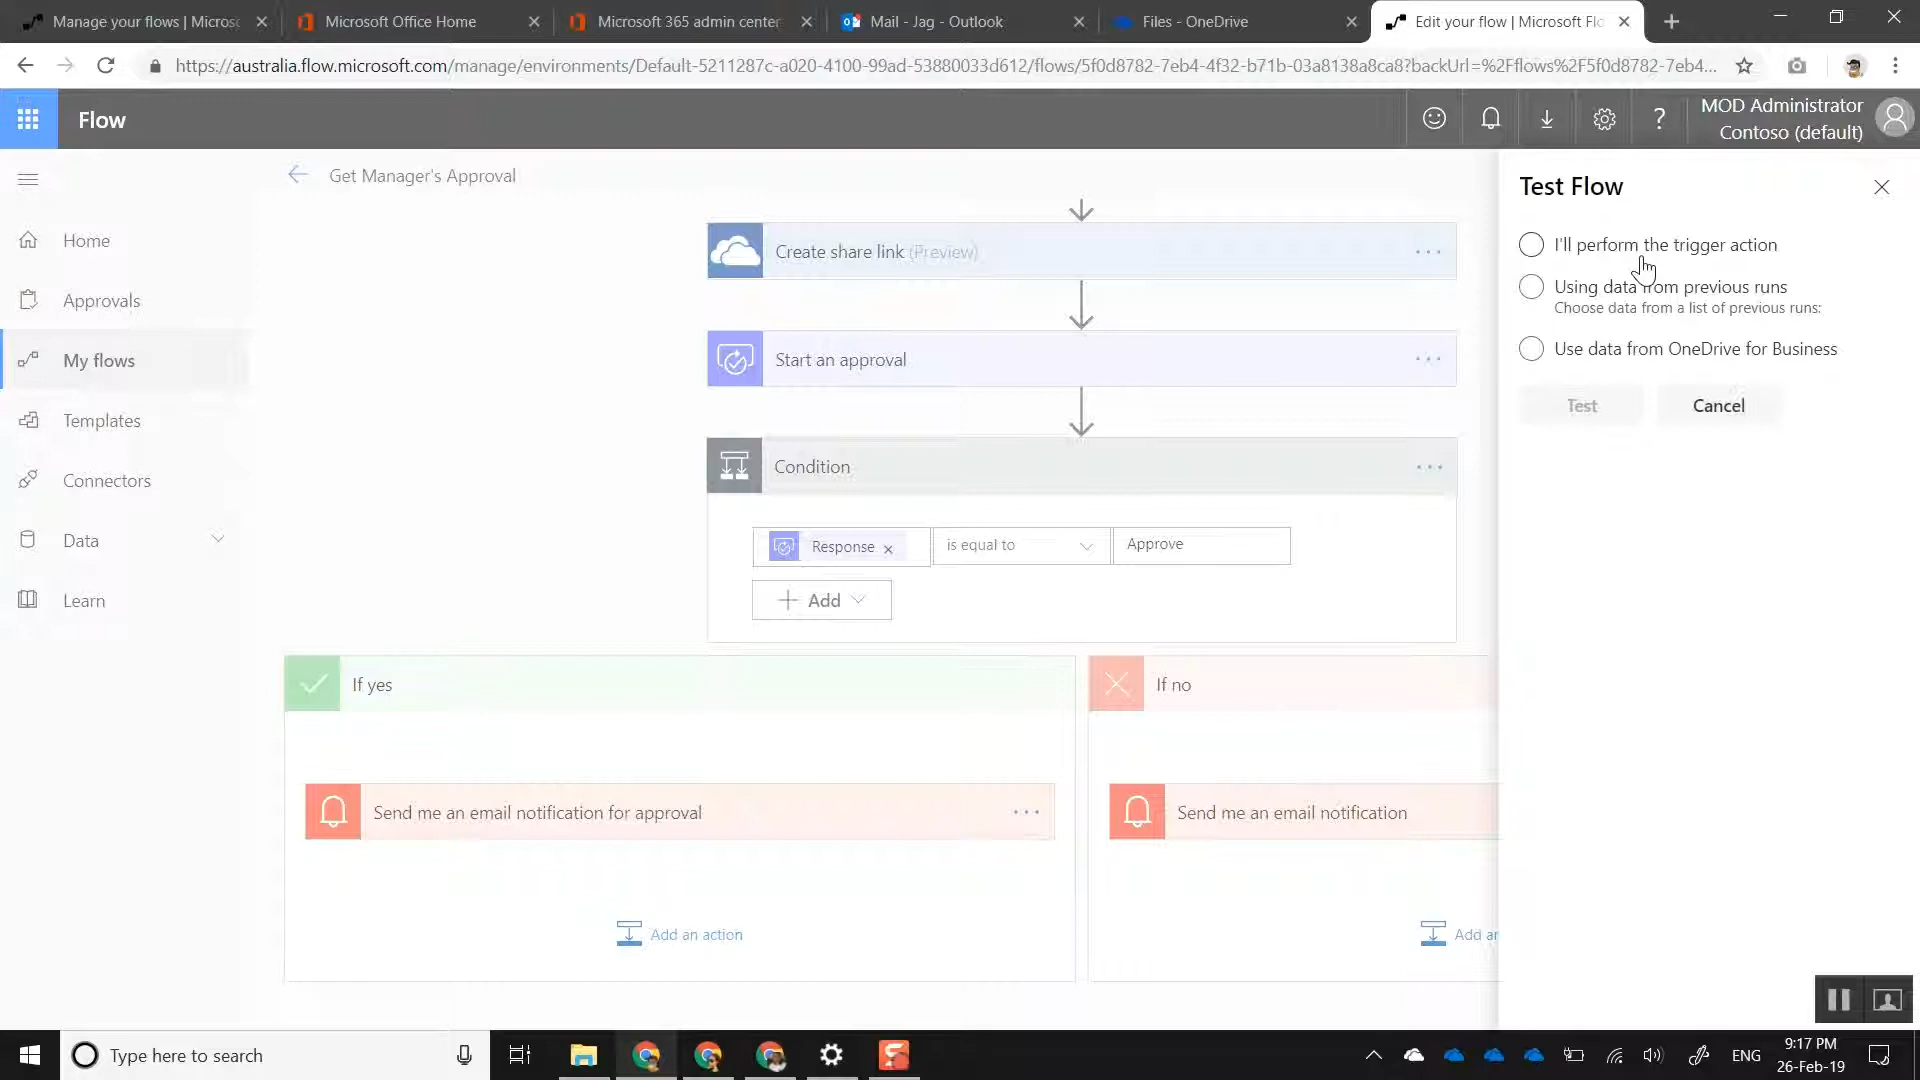 Manage your flows | Micros
Microsoft Office Home
Microsoft 365 admin center
Mail - Jag - Outlook
Files - OneDrive
Edit your flow | Microsoft Flo
https://australia.flow.microsoft.com/manage/environments/Default-5211287c-a020-4100-99ad-53880033d612/flows/5f0d8782-7eb4-4f32-b71b-03a8138a8ca8?backUrl=%2Fflows%2F5f0d8782-7eb4...
Flow
?
MOD Administrator
Contoso (default)
Get Manager's Approval
Home
Approvals
My flows
Templates
Connectors
Data
Learn
Create share link (Preview)
Start an approval
Condition
Response
is equal to
Approve
Add
If yes
Send me an email notification for approval
Add an action
If no
Send me an email notification
Add an
Test Flow
I'll perform the trigger action
Using data from previous runs
Choose data from a list of previous runs:
Use data from OneDrive for Business
Test
Cancel
Type here to search
ENG
9:17 PM
26-Feb-19